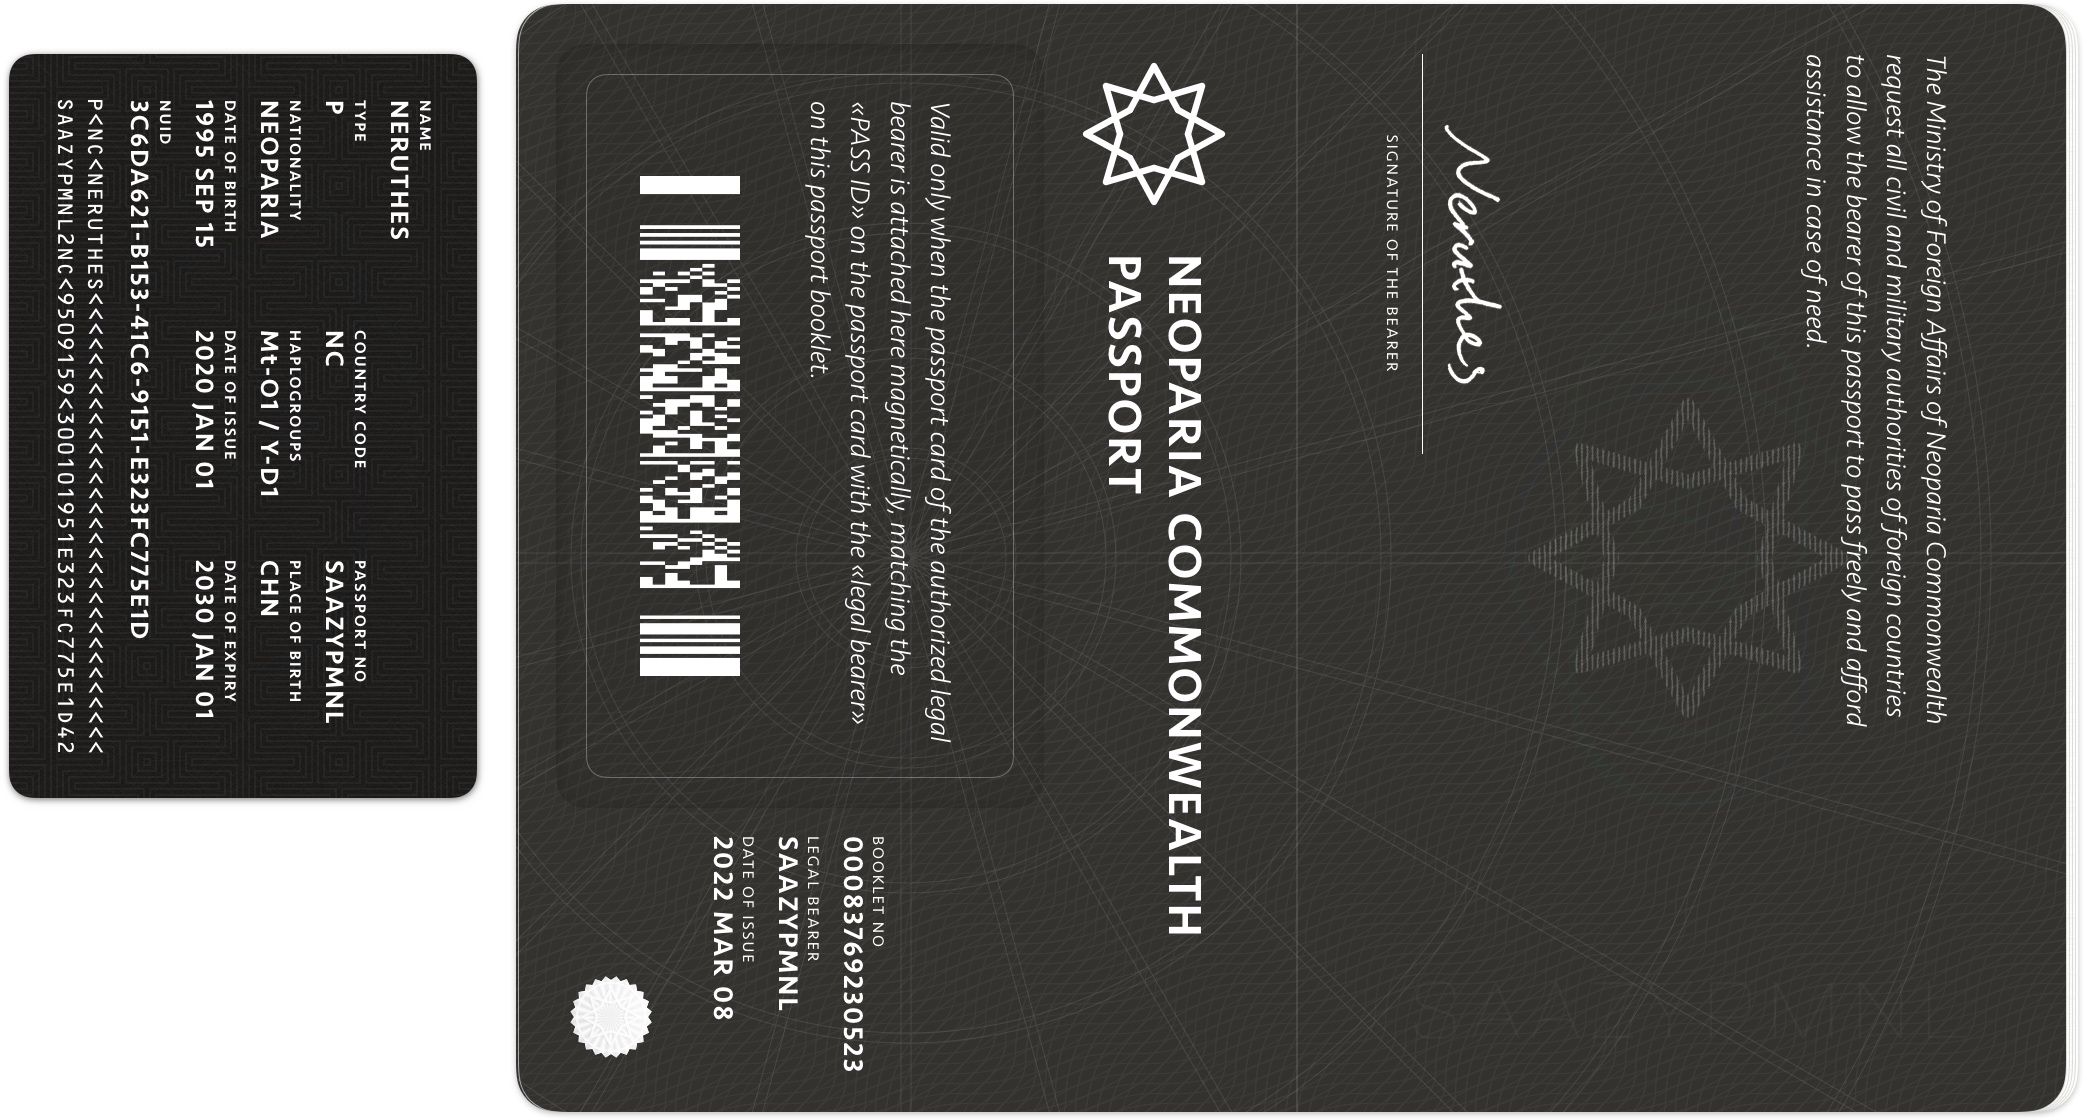 NAME
NERUTHES
TYPE
P
COUNTRY CODE
NC
PASSPORT NO
SAAZYPMNL
NATIONALITY
NEOPARIA
HAPLOGROUPS
Mt-O1 / Y-D1
PLACE OF BIRTH
CHN
DATE OF BIRTH
1995 SEP 15
DATE OF ISSUE
2020 JAN 01
DATE OF EXPIRY
2030 JAN 01
NUID
3C6DA621-B153-41C6-9151-E323FC775E1D
P<NC<NERUTHES<<<<<<<<<<<<<<<<<<<<<<<<<<<<<<<
SAAZYPMNL2NC<9509159<300101951E323FC775E1D42
The Ministry of Foreign Affairs of Neoparia Commonwealth
request all civil and military authorities of foreign countries
to allow the bearer of this passport to pass freely and afford
assistance in case of need.
Neruthes
SIGNATURE OF THE BEARER
NEOPARIA COMMONWEALTH
PASSPORT
Valid only when the passport card of the authorized legal
bearer is attached here magnetically, matching the
«PASS ID» on the passport card with the «legal bearer»
on this passport booklet.
BOOKLET NO
0008376923052​3
LEGAL BEARER
SAAZYPMNL
DATE OF ISSUE
2022 MAR 08